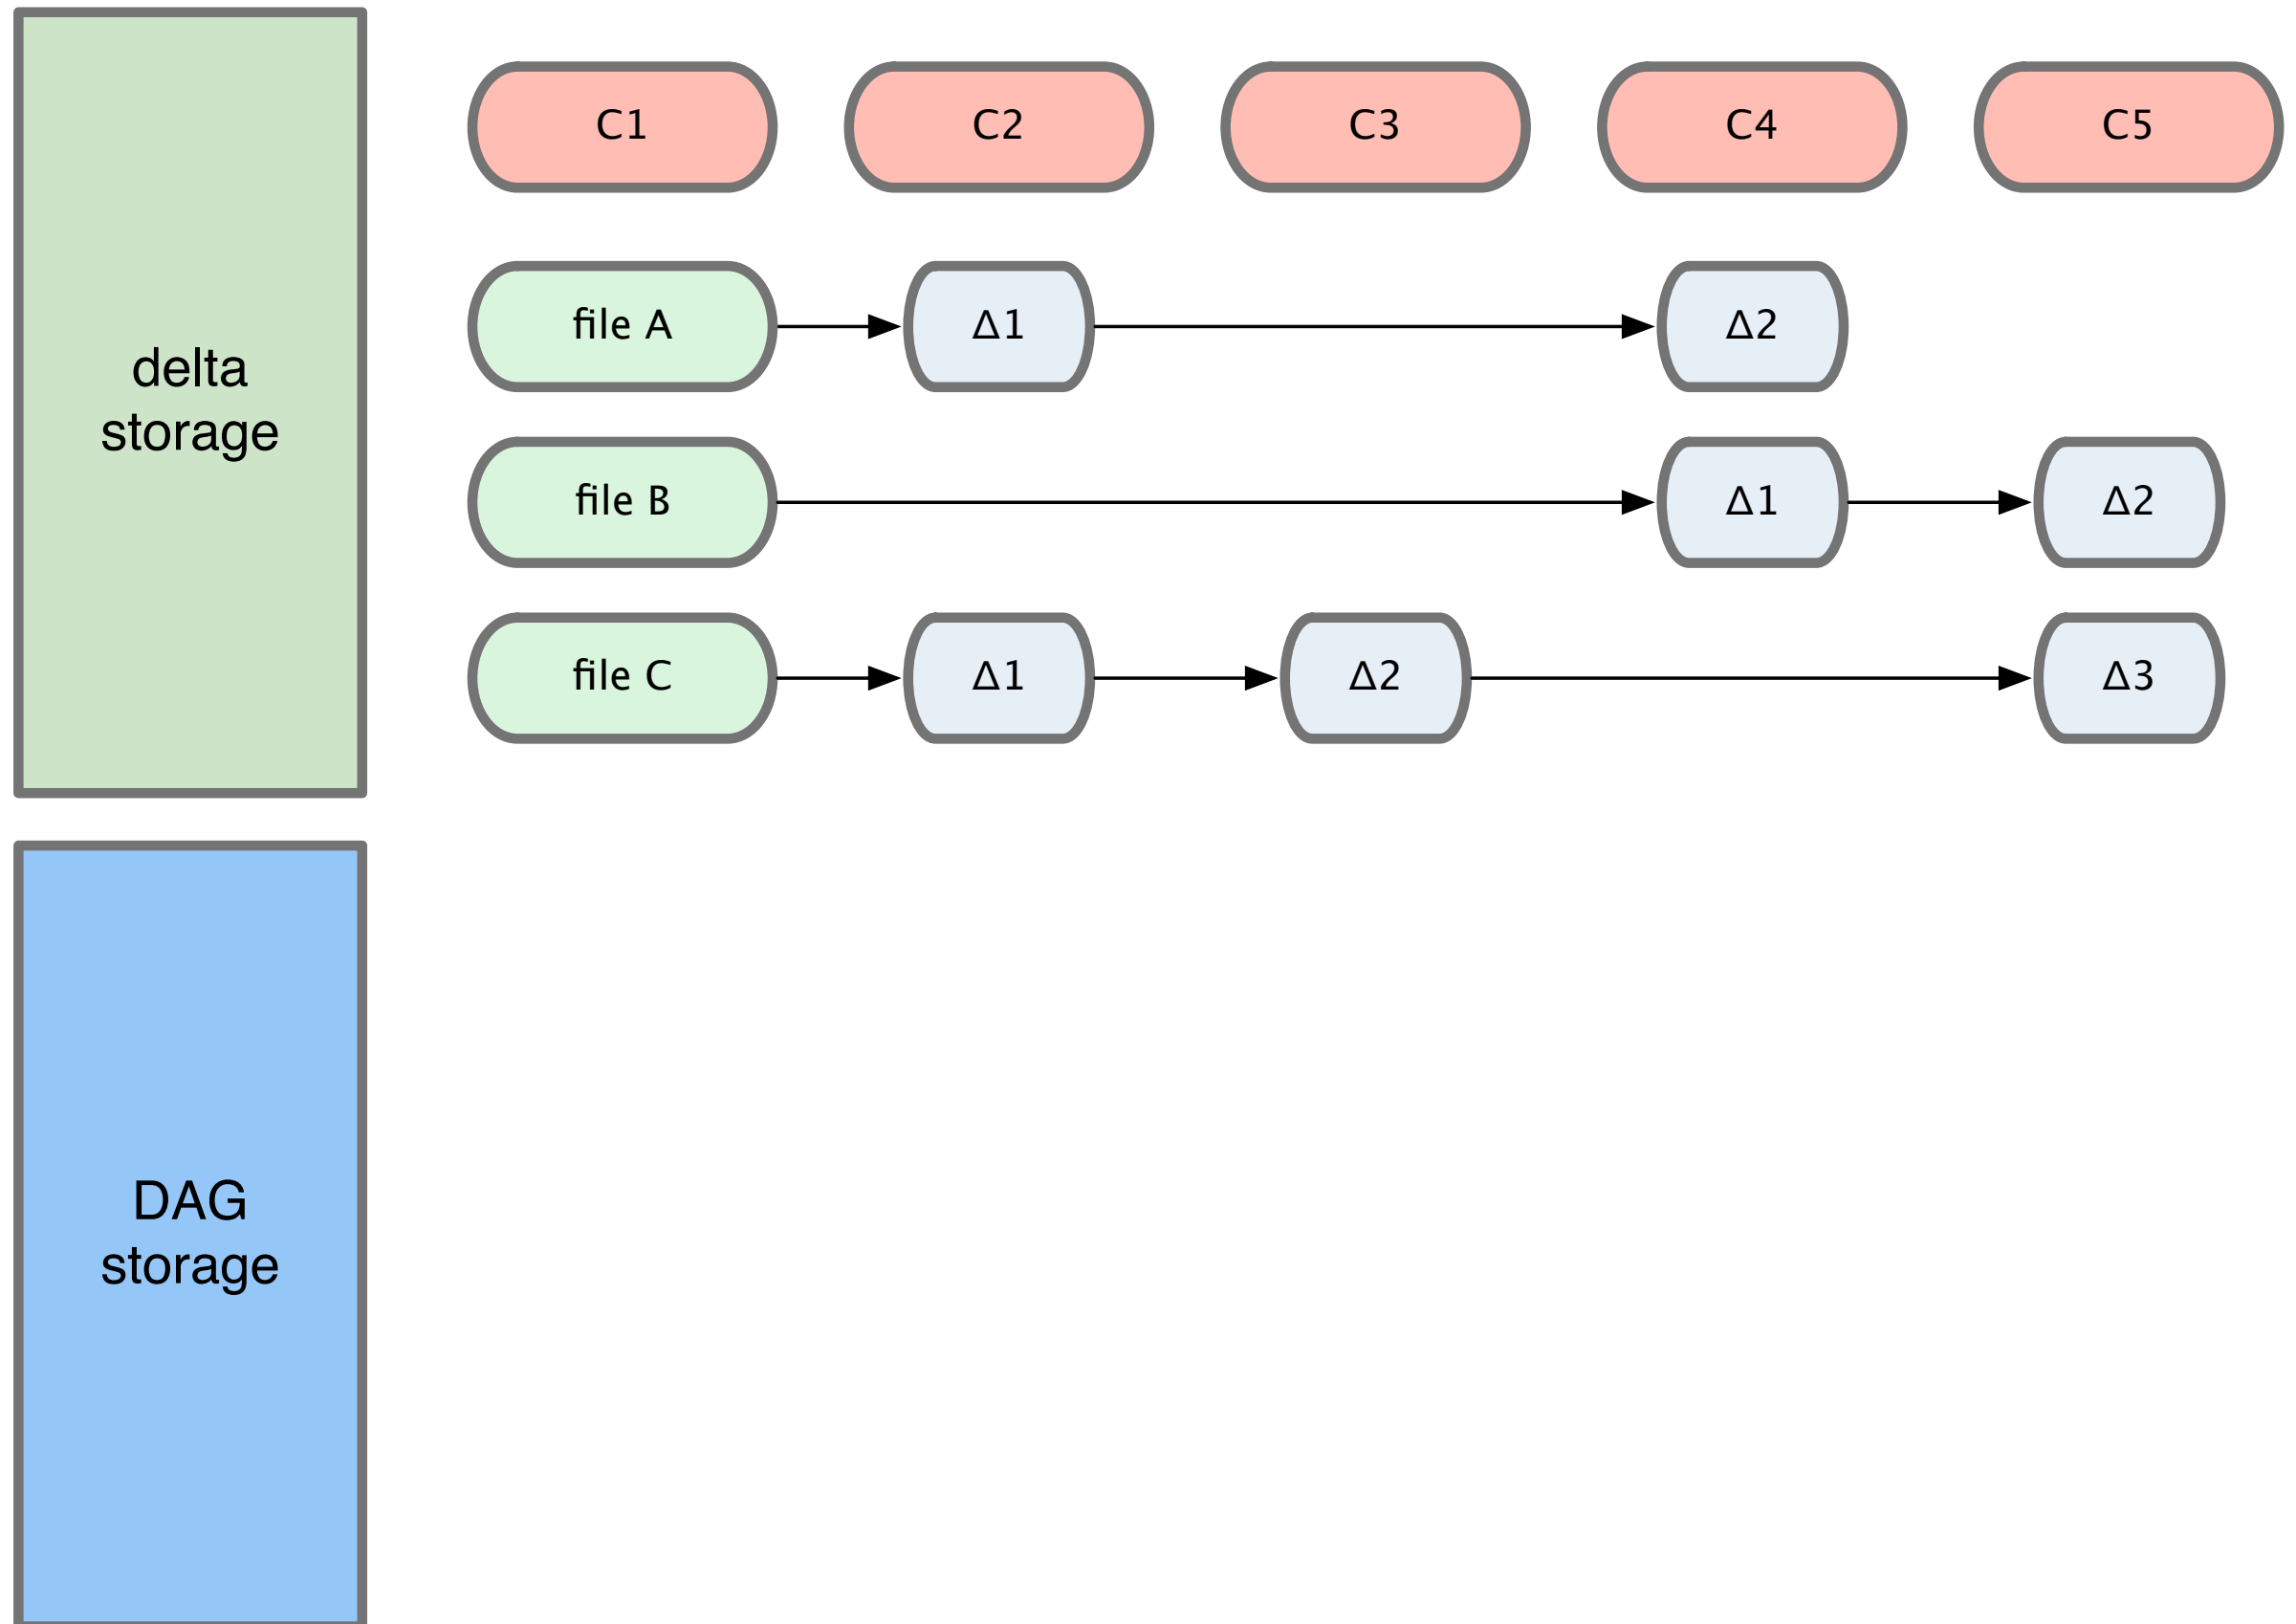 delta
storage
C1 C2 C3 C4 C5
file A Δ1 Δ2
file B Δ1 Δ2
file C Δ1 Δ2 Δ3
DAG
storage